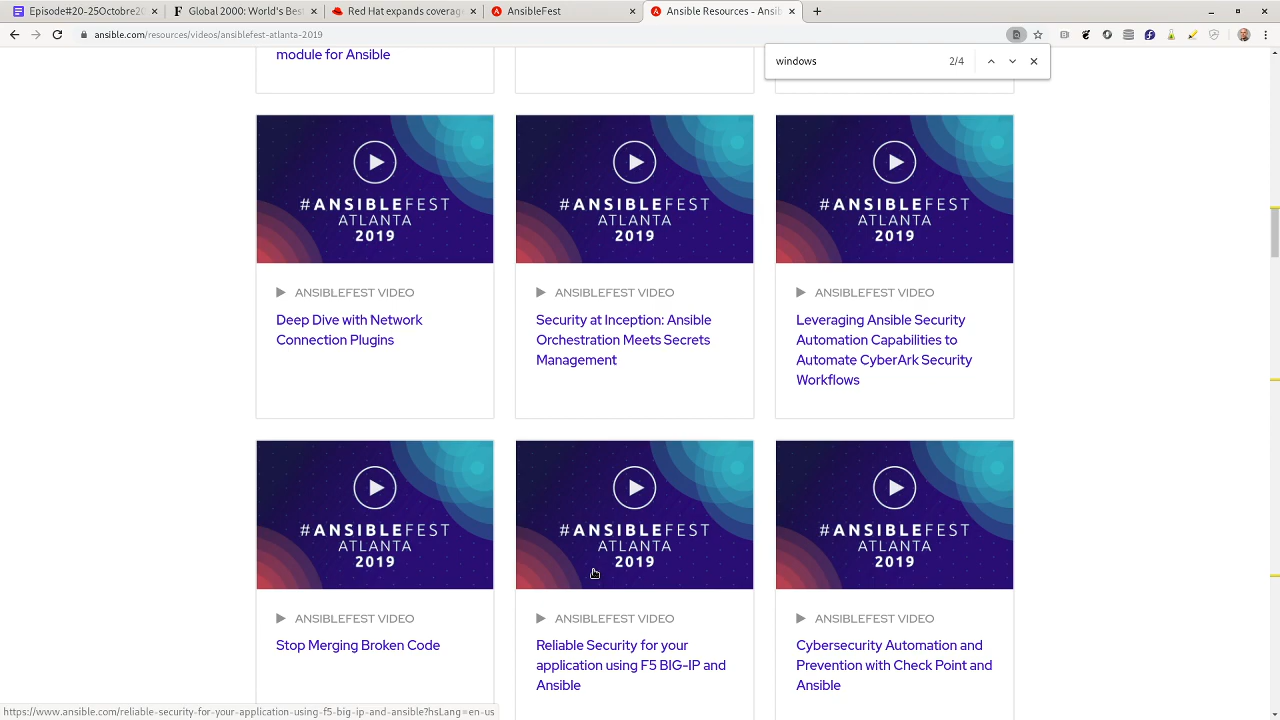 Episode#20-25Octobre20
Global 2000: World's Best
Red Hat expands coverag
AnsibleFest
Ansible Resources - Ansi
ansible.com/resources/videos/ansiblefest-atlanta-2019
windows
2/4
module for Ansible
#ANSIBLEFEST
ATLANTA
2019
#ANSIBLEFEST
ATLANTA
2019
#ANSIBLEFEST
ATLANTA
2019
ANSIBLEFEST VIDEO
Deep Dive with Network
Connection Plugins
ANSIBLEFEST VIDEO
Security at Inception: Ansible
Orchestration Meets Secrets
Management
ANSIBLEFEST VIDEO
Leveraging Ansible Security
Automation Capabilities to
Automate CyberArk Security
Workflows
#ANSIBLEFEST
ATLANTA
2019
#ANSIBLEFEST
ATLANTA
2019
#ANSIBLEFEST
ATLANTA
2019
ANSIBLEFEST VIDEO
Stop Merging Broken Code
ANSIBLEFEST VIDEO
Reliable Security for your
application using F5 BIG-IP and
Ansible
ANSIBLEFEST VIDEO
Cybersecurity Automation and
Prevention with Check Point and
Ansible
https://www.ansible.com/reliable-security-for-your-application-using-f5-big-ip-and-ansible?hsLang=en-us